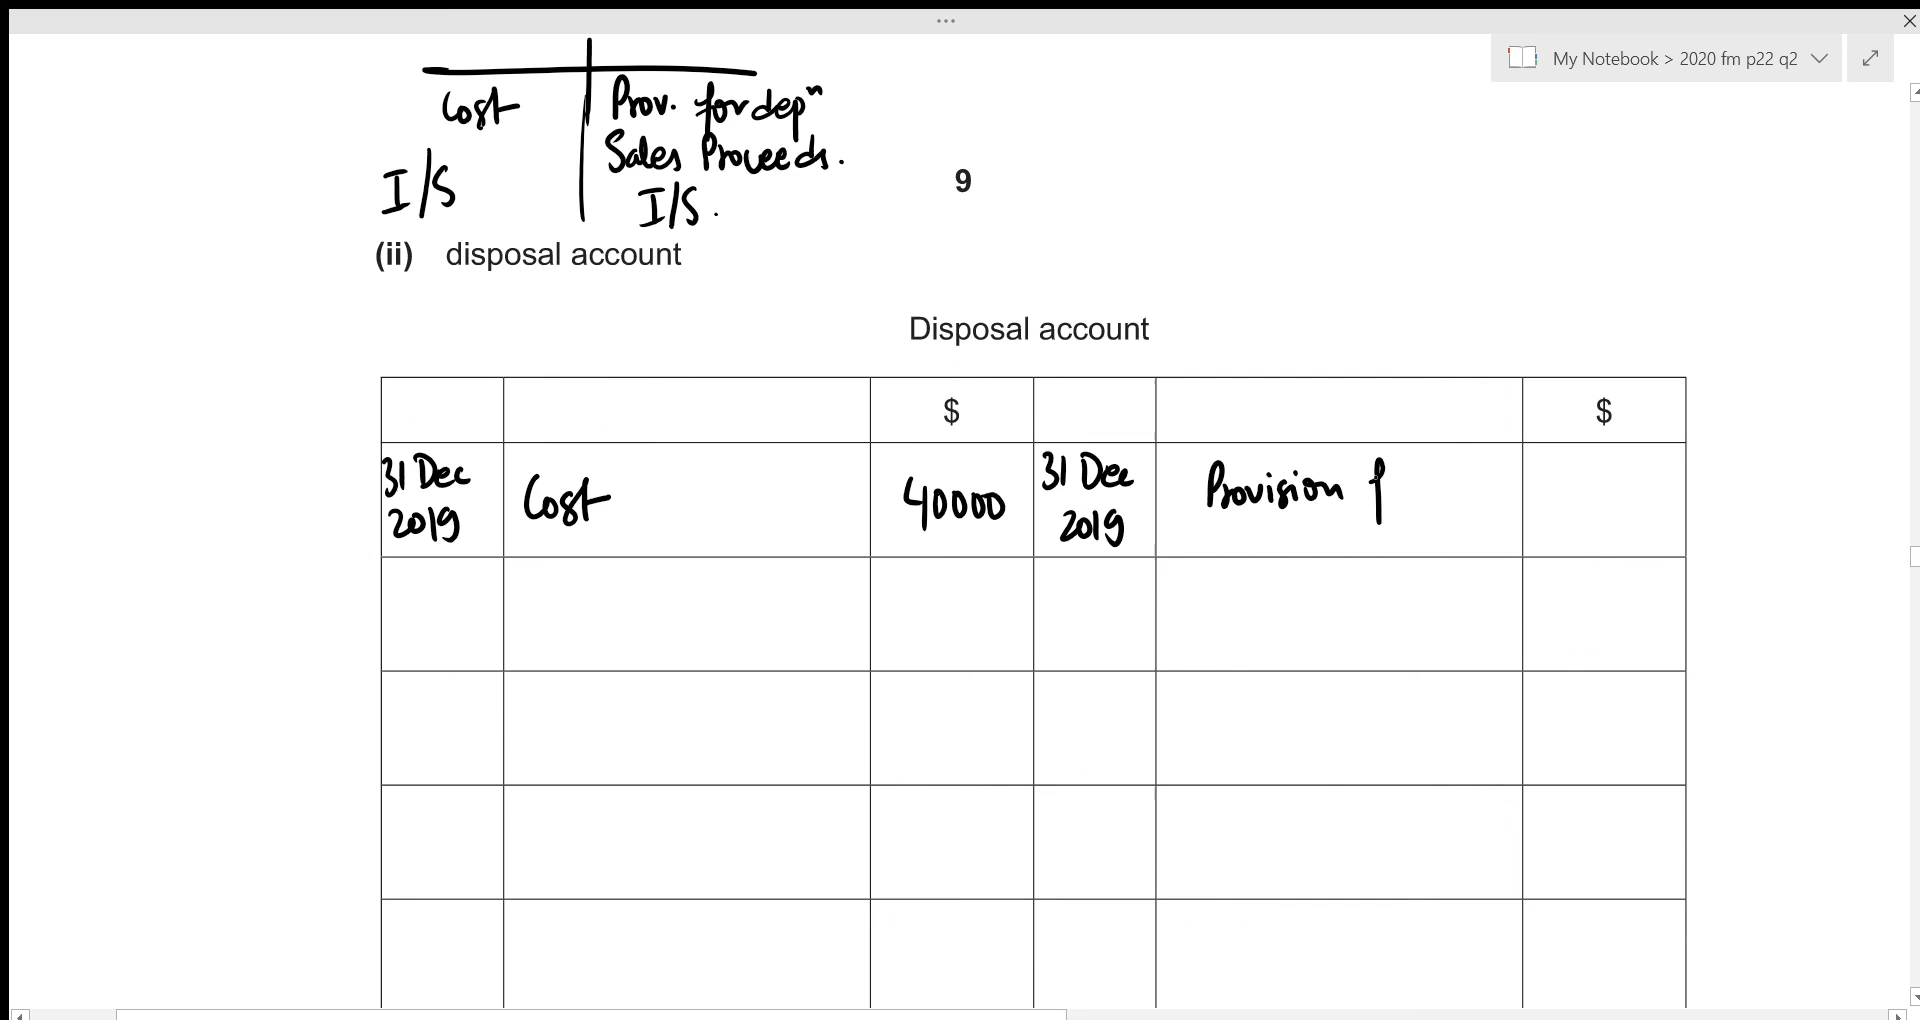 My Notebook > 2020 fm p22 q2
Cost
Prov. for depⁿ
Sales Proceeds.
I/S
I/S.
9
(ii) disposal account
Disposal account
$ $
31 Dec 2019 Cost 40000 31 Dec 2019 Provision f